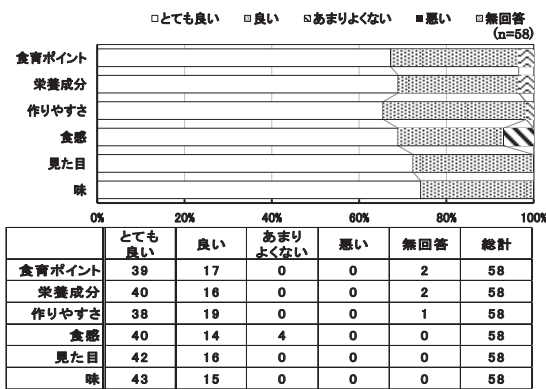 □とても良い ▩良い ▧あまりよくない ■悪い ▨無回答
(n=58)
食育ポイント
栄養成分
作りやすさ
食感
見た目
味
0% 20% 40% 60% 80% 100%
とても良い 良い あまりよくない 悪い 無回答 総計
食育ポイント 39 17 0 0 2 58
栄養成分 40 16 0 0 2 58
作りやすさ 38 19 0 0 1 58
食感 40 14 4 0 0 58
見た目 42 16 0 0 0 58
味 43 15 0 0 0 58